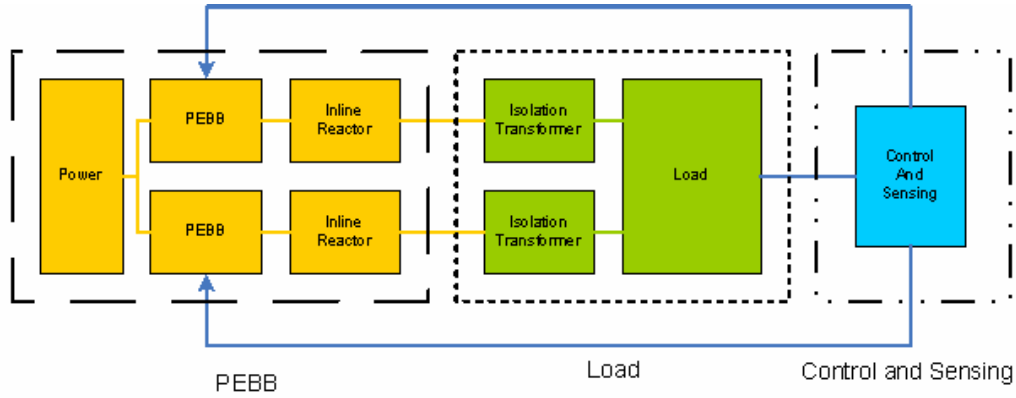 Power
PEBB
Inline
Reactor
Isolation
Transformer
PEBB
Inline
Reactor
Isolation
Transformer
Load
Control
And
Sensing
PEBB
Load
Control and Sensing